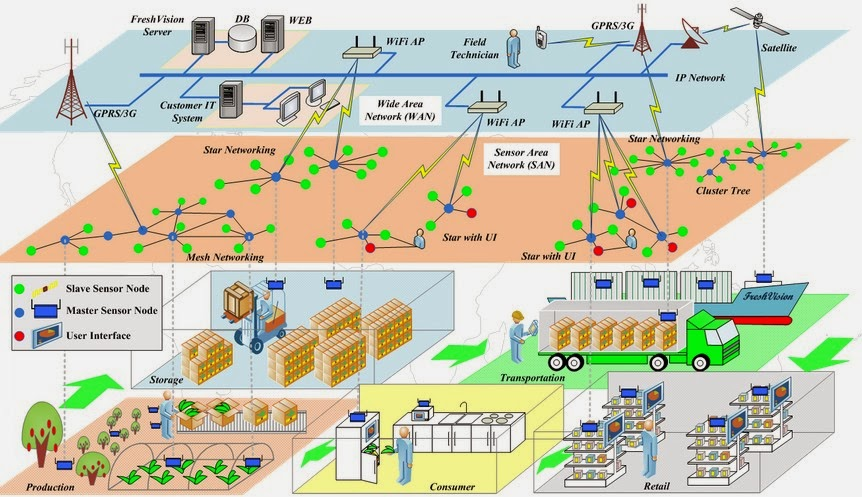 FreshVision
Server
DB
WEB
WiFi AP
Field
Technician
GPRS/3G
Satellite
IP Network
GPRS/3G
Customer IT
System
Wide Area
Network (WAN)
WiFi AP
WiFi AP
Star Networking
Sensor Area
Network (SAN)
Star Networking
Cluster Tree
Mesh Networking
Star with UI
Star with UI
Slave Sensor Node
Master Sensor Node
User Interface
FreshVision
Storage
Transportation
Production
Consumer
Retail